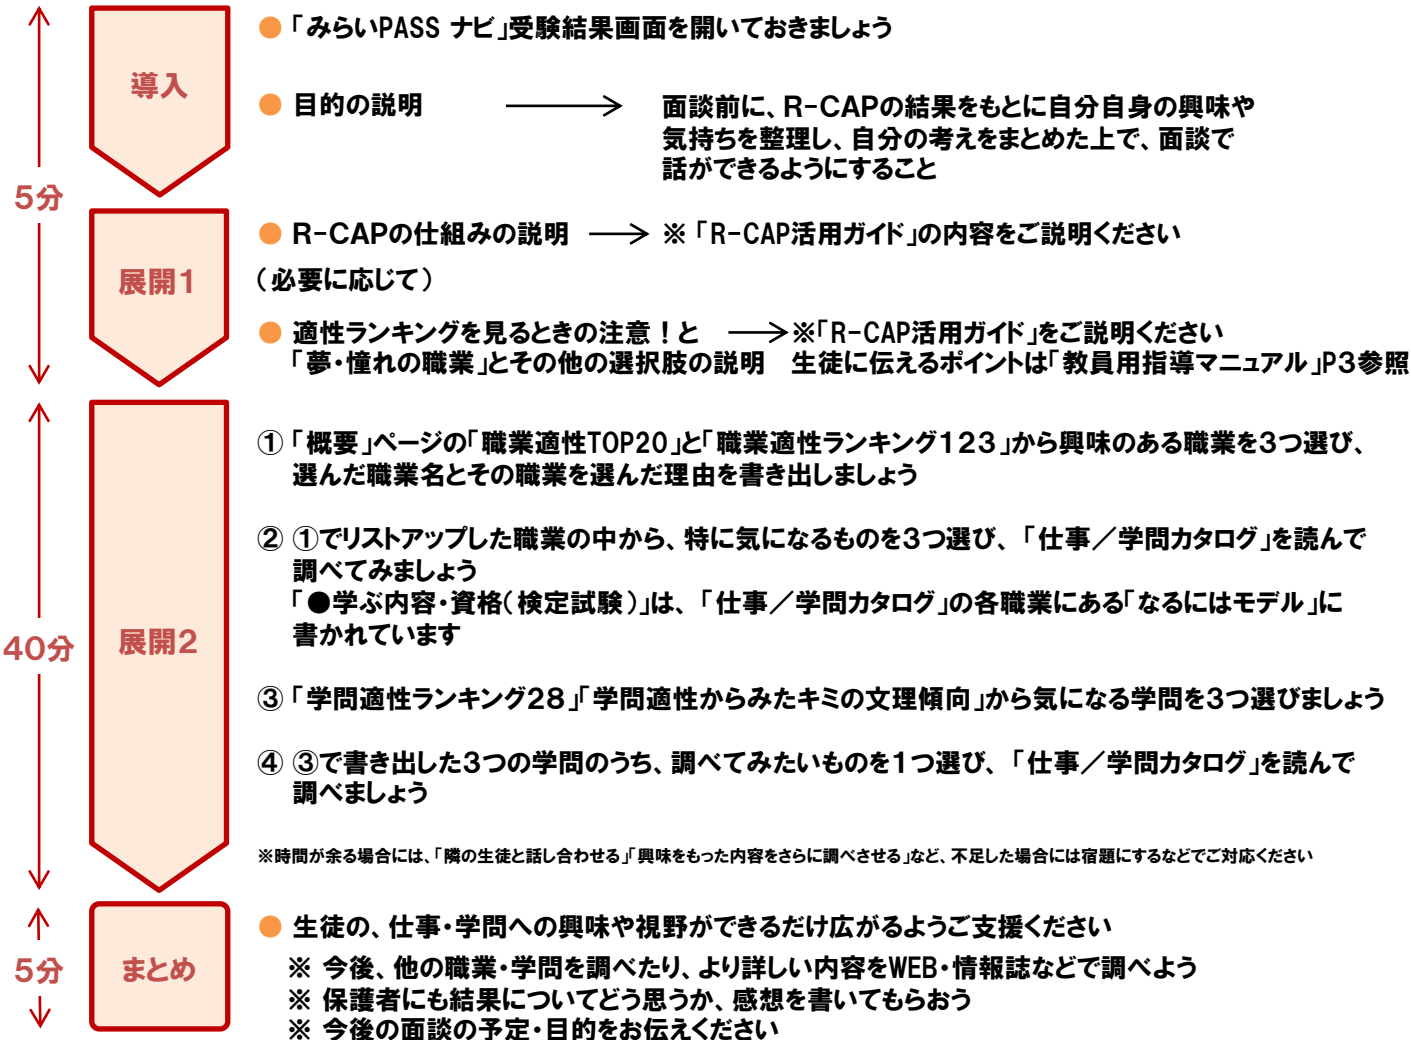 導入
●「みらいPASS ナビ」受験結果画面を開いておきましょう
● 目的の説明 → 面談前に、R-CAPの結果をもとに自分自身の興味や
気持ちを整理し、自分の考えをまとめた上で、面談で
話ができるようにすること
5分
展開1
● R-CAPの仕組みの説明 → ※「R-CAP活用ガイド」の内容をご説明ください
（必要に応じて）
● 適性ランキングを見るときの注意！と → ※「R-CAP活用ガイド」をご説明ください
「夢・憧れの職業」とその他の選択肢の説明 生徒に伝えるポイントは「教員用指導マニュアル」P3参照
40分
展開2
①「概要」ページの「職業適性TOP20」と「職業適性ランキング123」から興味のある職業を3つ選び、
選んだ職業名とその職業を選んだ理由を書き出しましょう
② ①でリストアップした職業の中から、特に気になるものを3つ選び、「仕事／学問カタログ」を読んで
調べてみましょう
「●学ぶ内容・資格（検定試験）」は、「仕事／学問カタログ」の各職業にある「なるにはモデル」に
書かれています
③「学問適性ランキング28」「学問適性からみたキミの文理傾向」から気になる学問を3つ選びましょう
④ ③で書き出した3つの学問のうち、調べてみたいものを1つ選び、「仕事／学問カタログ」を読んで
調べましょう
※時間が余る場合には、「隣の生徒と話し合わせる」「興味をもった内容をさらに調べさせる」など、不足した場合には宿題にするなどでご対応ください
5分
まとめ
● 生徒の、仕事・学問への興味や視野ができるだけ広がるようご支援ください
※ 今後、他の職業・学問を調べたり、より詳しい内容をWEB・情報誌などで調べよう
※ 保護者にも結果についてどう思うか、感想を書いてもらおう
※ 今後の面談の予定・目的をお伝えください